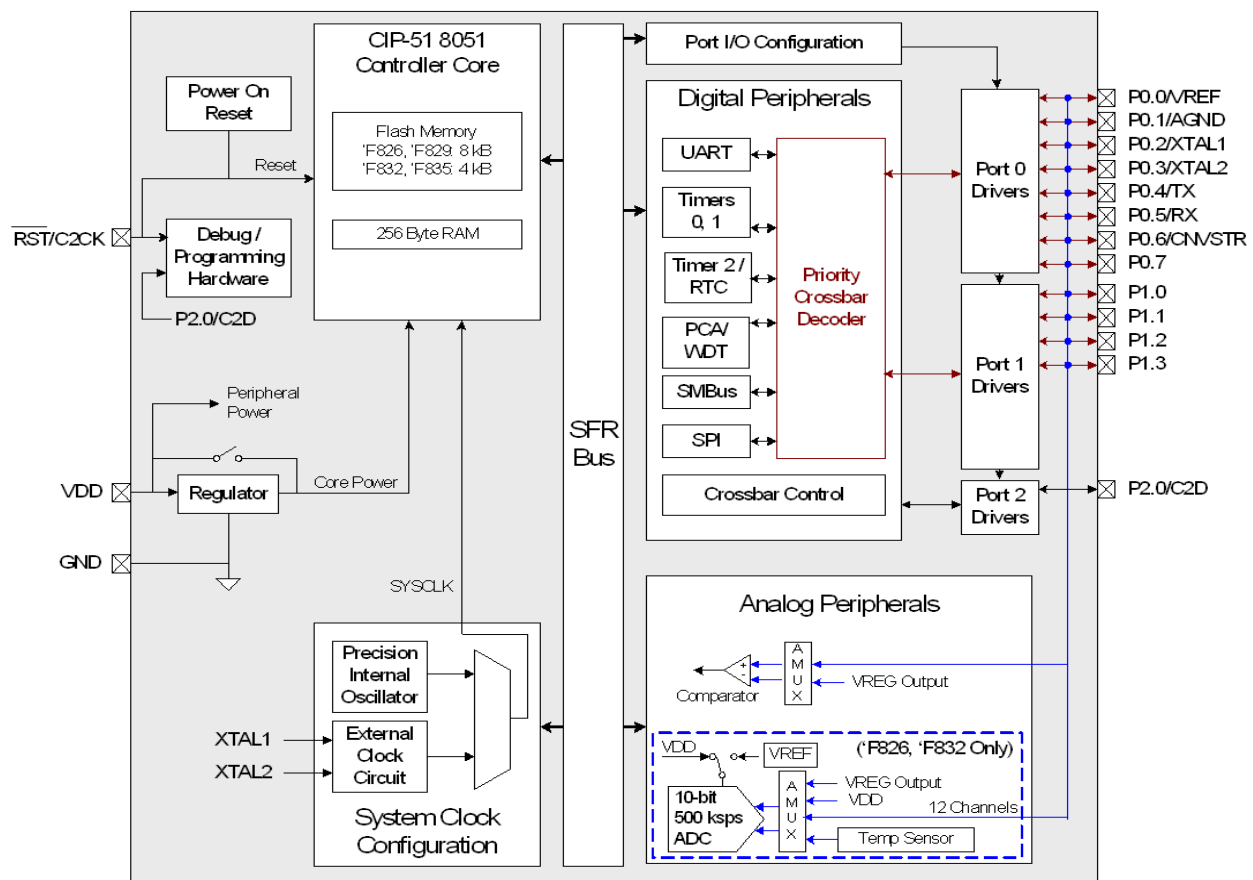 CIP-51 8051
Controller Core
Flash Memory
'F826, 'F829: 8 kB
'F832, 'F835: 4 kB
256 Byte RAM
Power On
Reset
Reset
RST/C2CK
Debug /
Programming
Hardware
P2.0/C2D
Peripheral
Power
VDD
Regulator
Core Power
GND
SYSCLK
Precision
Internal
Oscillator
XTAL1
XTAL2
External
Clock
Circuit
System Clock
Configuration
SFR
Bus
Port I/O Configuration
Digital Peripherals
UART
Timers
0, 1
Timer 2 /
RTC
PCA/
WDT
SMBus
SPI
Priority
Crossbar
Decoder
Crossbar Control
Port 0
Drivers
Port 1
Drivers
Port 2
Drivers
P0.0/VREF
P0.1/AGND
P0.2/XTAL1
P0.3/XTAL2
P0.4/TX
P0.5/RX
P0.6/CNVSTR
P0.7
P1.0
P1.1
P1.2
P1.3
P2.0/C2D
Analog Peripherals
+
-
Comparator
A
M
U
X
VREG Output
('F826, 'F832 Only)
VDD
VREF
10-bit
500 ksps
ADC
A
M
U
X
VREG Output
VDD
12 Channels
Temp Sensor